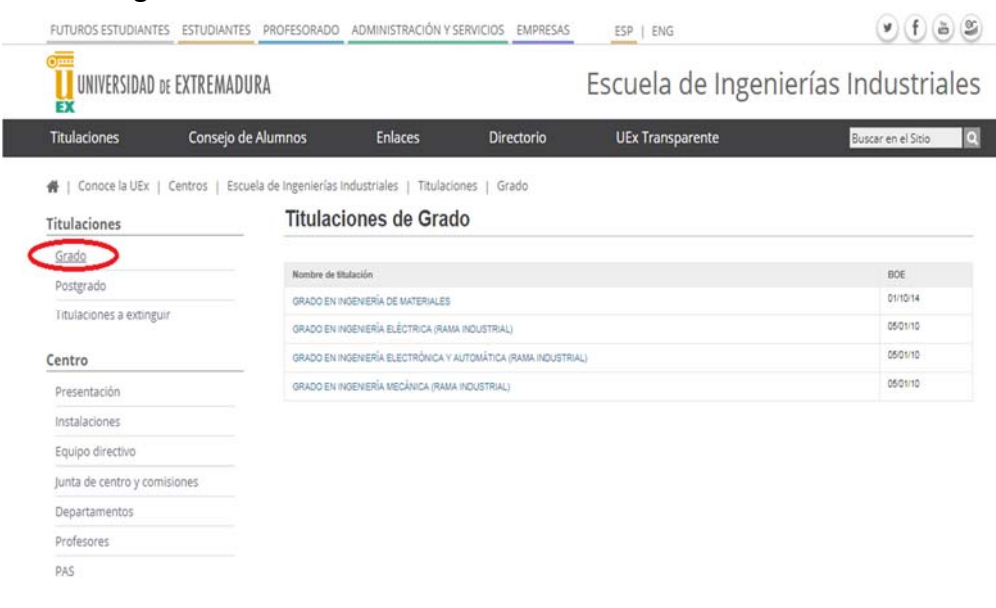 FUTUROS ESTUDIANTES ESTUDIANTES PROFESORADO ADMINISTRACIÓN Y SERVICIOS EMPRESAS ESP | ENG
UEX UNIVERSIDAD DE EXTREMADURA
Escuela de Ingenierías Industriales
Titulaciones Consejo de Alumnos Enlaces Directorio UEx Transparente Buscar en el Sitio
| Conoce la UEx | Centros | Escuela de Ingenierías Industriales | Titulaciones | Grado
Titulaciones
Grado
Postgrado
Titulaciones a extinguir
Centro
Presentación
Instalaciones
Equipo directivo
Junta de centro y comisiones
Departamentos
Profesores
PAS
Titulaciones de Grado
Nombre de titulación BOE
GRADO EN INGENIERÍA DE MATERIALES 01/10/14
GRADO EN INGENIERÍA ELÉCTRICA (RAMA INDUSTRIAL) 05/01/10
GRADO EN INGENIERÍA ELECTRÓNICA Y AUTOMÁTICA (RAMA INDUSTRIAL) 05/01/10
GRADO EN INGENIERÍA MECÁNICA (RAMA INDUSTRIAL) 05/01/10